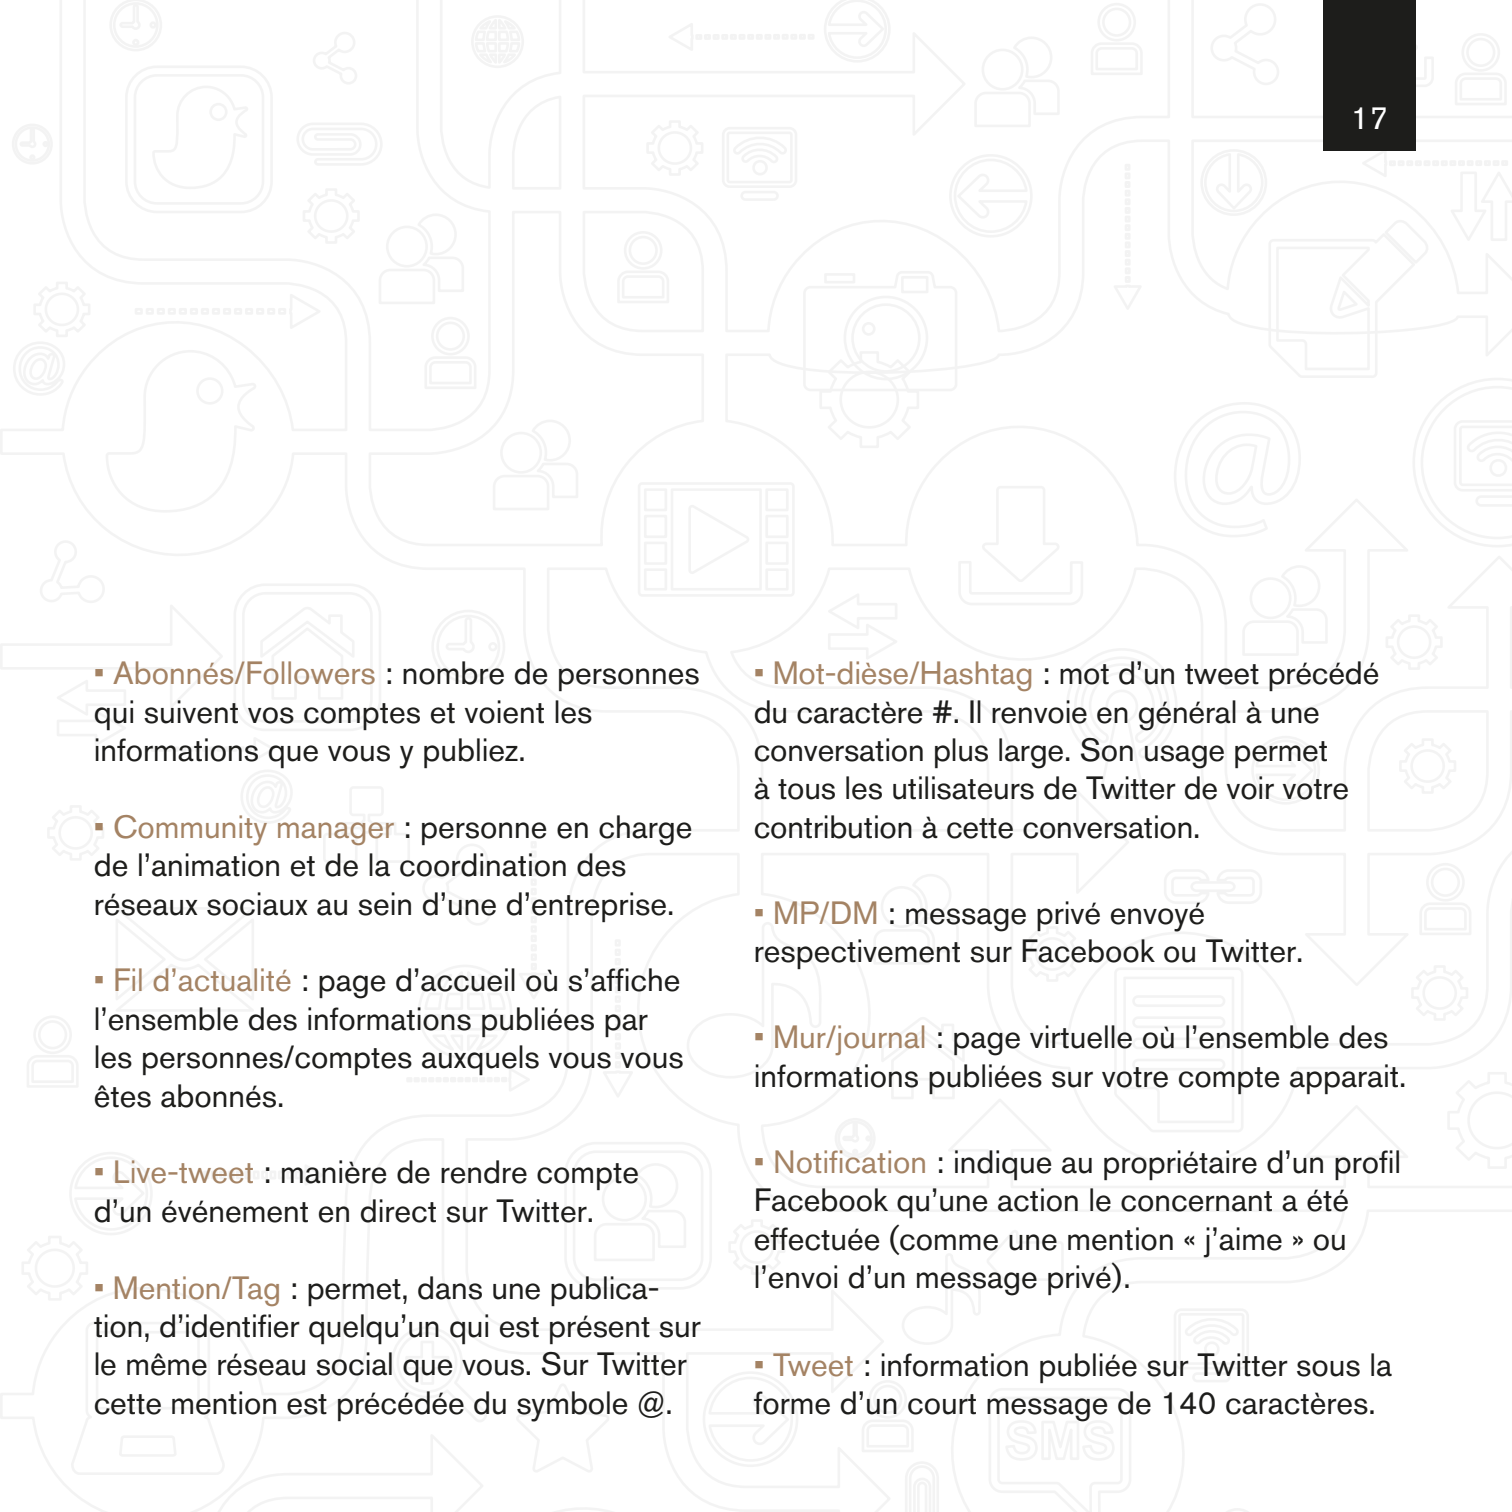 17
▪ Abonnés/Followers : nombre de personnes
qui suivent vos comptes et voient les
informations que vous y publiez.
▪ Community manager : personne en charge
de l’animation et de la coordination des
réseaux sociaux au sein d’une d’entreprise.
▪ Fil d’actualité : page d’accueil où s’affiche
l’ensemble des informations publiées par
les personnes/comptes auxquels vous vous
êtes abonnés.
▪ Live-tweet : manière de rendre compte
d’un événement en direct sur Twitter.
▪ Mention/Tag : permet, dans une publica-
tion, d’identifier quelqu’un qui est présent sur
le même réseau social que vous. Sur Twitter
cette mention est précédée du symbole @.
▪ Mot-dièse/Hashtag : mot d’un tweet précédé
du caractère #. Il renvoie en général à une
conversation plus large. Son usage permet
à tous les utilisateurs de Twitter de voir votre
contribution à cette conversation.
▪ MP/DM : message privé envoyé
respectivement sur Facebook ou Twitter.
▪ Mur/journal : page virtuelle où l’ensemble des
informations publiées sur votre compte apparait.
▪ Notification : indique au propriétaire d’un profil
Facebook qu’une action le concernant a été
effectuée (comme une mention « j’aime » ou
l’envoi d’un message privé).
▪ Tweet : information publiée sur Twitter sous la
forme d’un court message de 140 caractères.
SMS